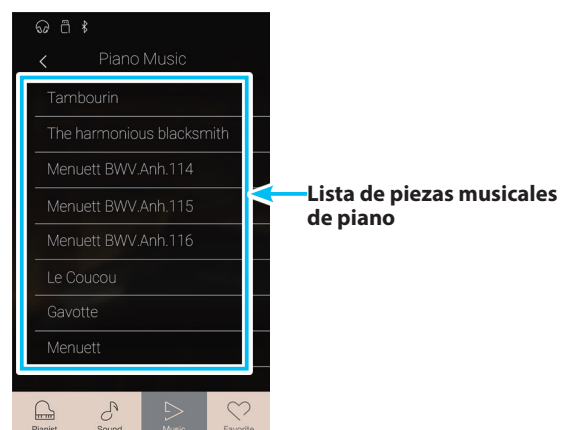 Piano Music
Tambourin
The harmonious blacksmith
Menuett BWV.Anh.114
Menuett BWV.Anh.115
Menuett BWV.Anh.116
Le Coucou
Gavotte
Menuett
Lista de piezas musicales
de piano
Pianist Sound Music Favorite